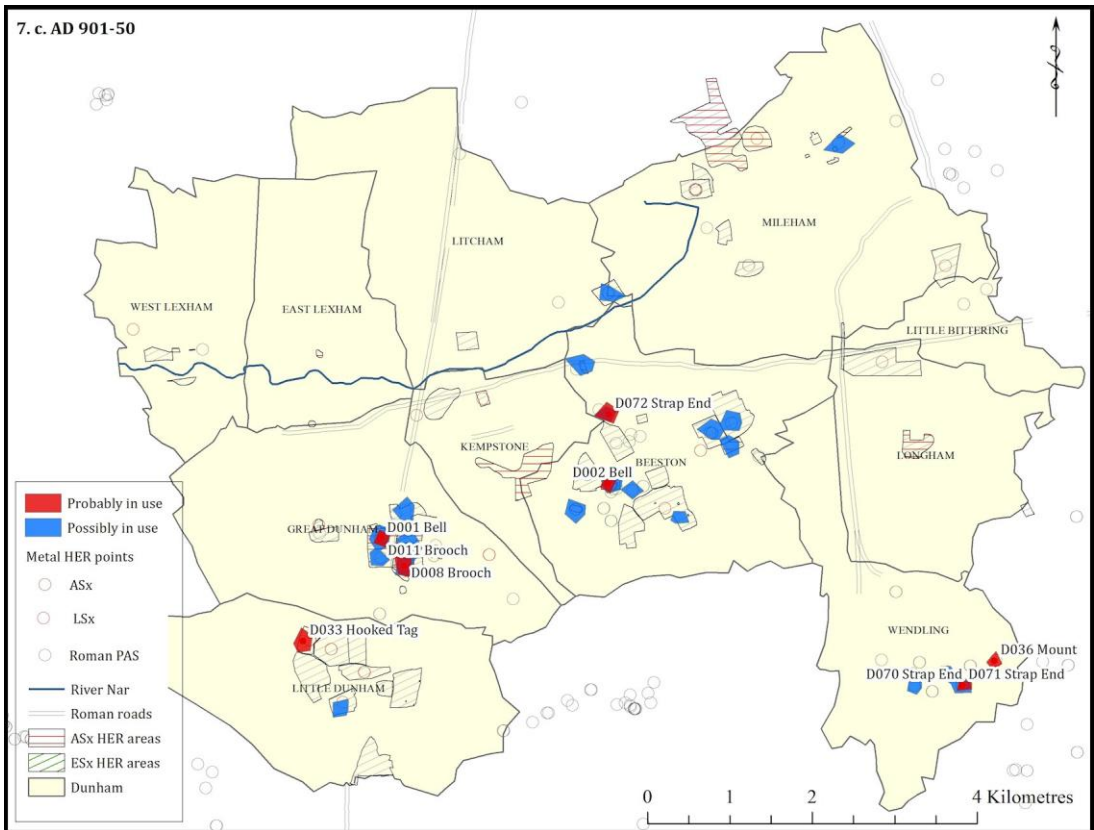 7. c. AD 901-50
MILEHAM
LITCHAM
WEST LEXHAM
EAST LEXHAM
LITTLE BITTERING
D072 Strap End
KEMPSTONE
BEESTON
LONGHAM
D002 Bell
GREAT DUNHAM
D001 Bell
D011 Brooch
D008 Brooch
D033 Hooked Tag
LITTLE DUNHAM
WENDLING
D036 Mount
D070 Strap End
D071 Strap End
Probably in use
Possibly in use
Metal HER points
ASx
LSx
Roman PAS
River Nar
Roman roads
ASx HER areas
ESx HER areas
Dunham
0 1 2 4 Kilometres